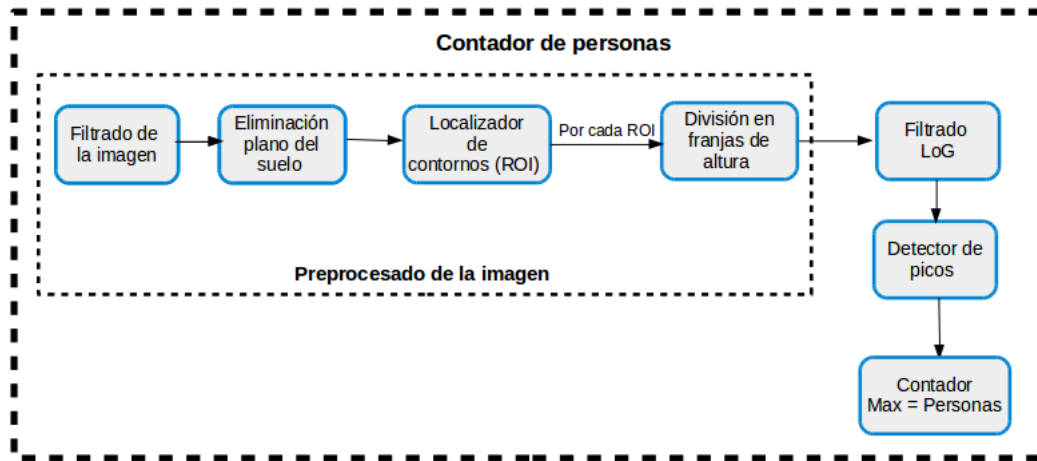 Contador de personas
Filtrado de
la imagen
Eliminación
plano del
suelo
Localizador
de
contornos (ROI)
Por cada ROI
División en
franjas de
altura
Filtrado
LoG
Detector de
picos
Contador
Max = Personas
Preprocesado de la imagen